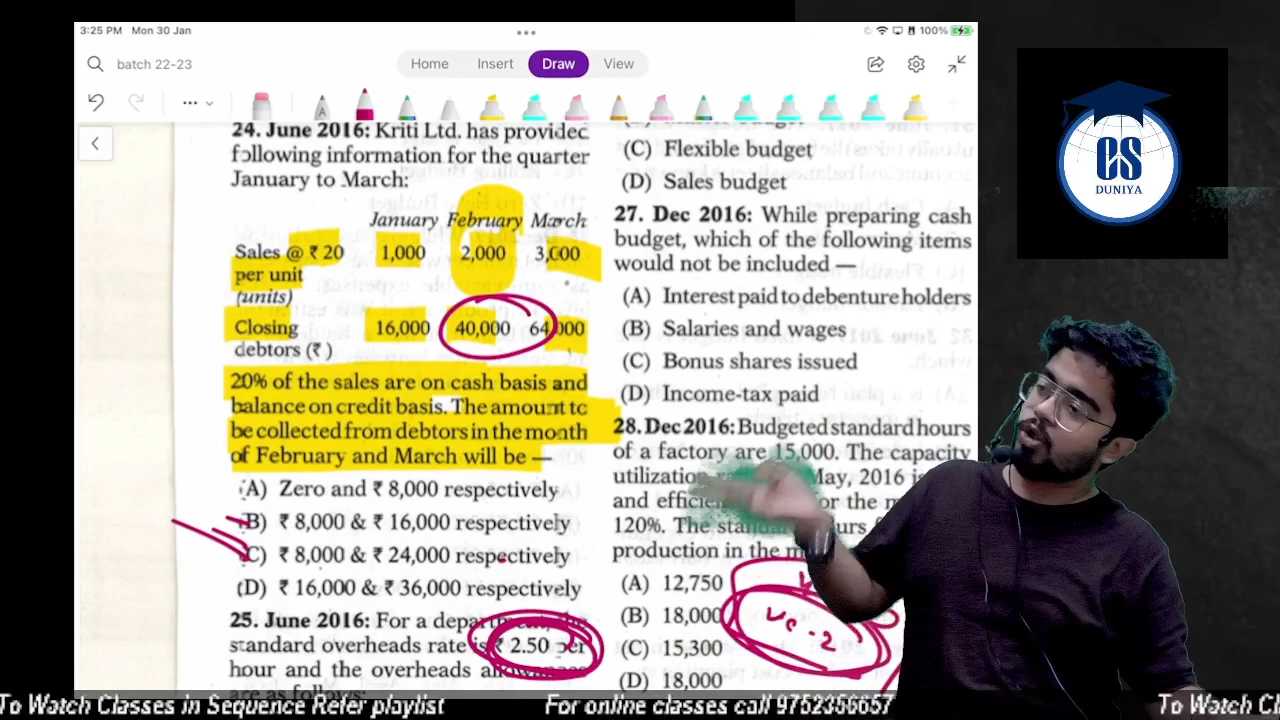 3:25 PM Mon 30 Jan
100%
batch 22-23
Home Insert Draw View
24. June 2016: Kriti Ltd. has provided
following information for the quarter
January to March:
January February March
Sales @ ₹ 20 1,000 2,000 3,000
per unit
(units)
Closing 16,000 40,000 64,000
debtors (₹ )
20% of the sales are on cash basis and
balance on credit basis. The amount to
be collected from debtors in the month
of February and March will be —
(A) Zero and ₹ 8,000 respectively
(B) ₹ 8,000 & ₹ 16,000 respectively
(C) ₹ 8,000 & ₹ 24,000 respectively
(D) ₹ 16,000 & ₹ 36,000 respectively
25. June 2016: For a department, the
standard overheads rate is ₹ 2.50 per
hour and the overheads allowances
are as follows:
(C) Flexible budget
(D) Sales budget
27. Dec 2016: While preparing cash
budget, which of the following items
would not be included —
(A) Interest paid to debenture holders
(B) Salaries and wages
(C) Bonus shares issued
(D) Income-tax paid
28. Dec 2016: Budgeted standard hours
of a factory are 15,000. The capacity
utilization May, 2016 is
and or the
120%. The
production in the
(A) 12,750
(B) 18,000
(C) 15,300
(D) 18,000
CS
DUNIYA
To Watch Classes in Sequence Refer playlist For online classes call 9752356657 To Watch